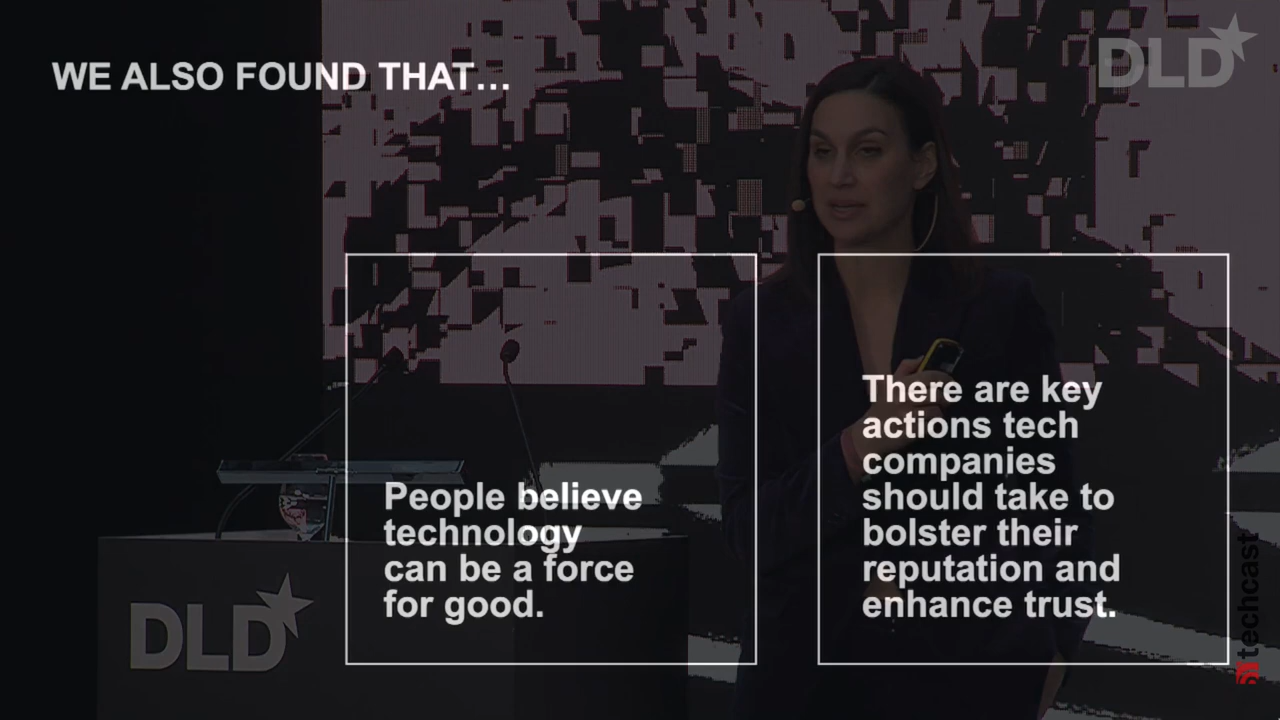 WE ALSO FOUND THAT...
DLD
People believe
technology
can be a force
for good.
There are key
actions tech
companies
should take to
bolster their
reputation and
enhance trust.
DLD
techcast